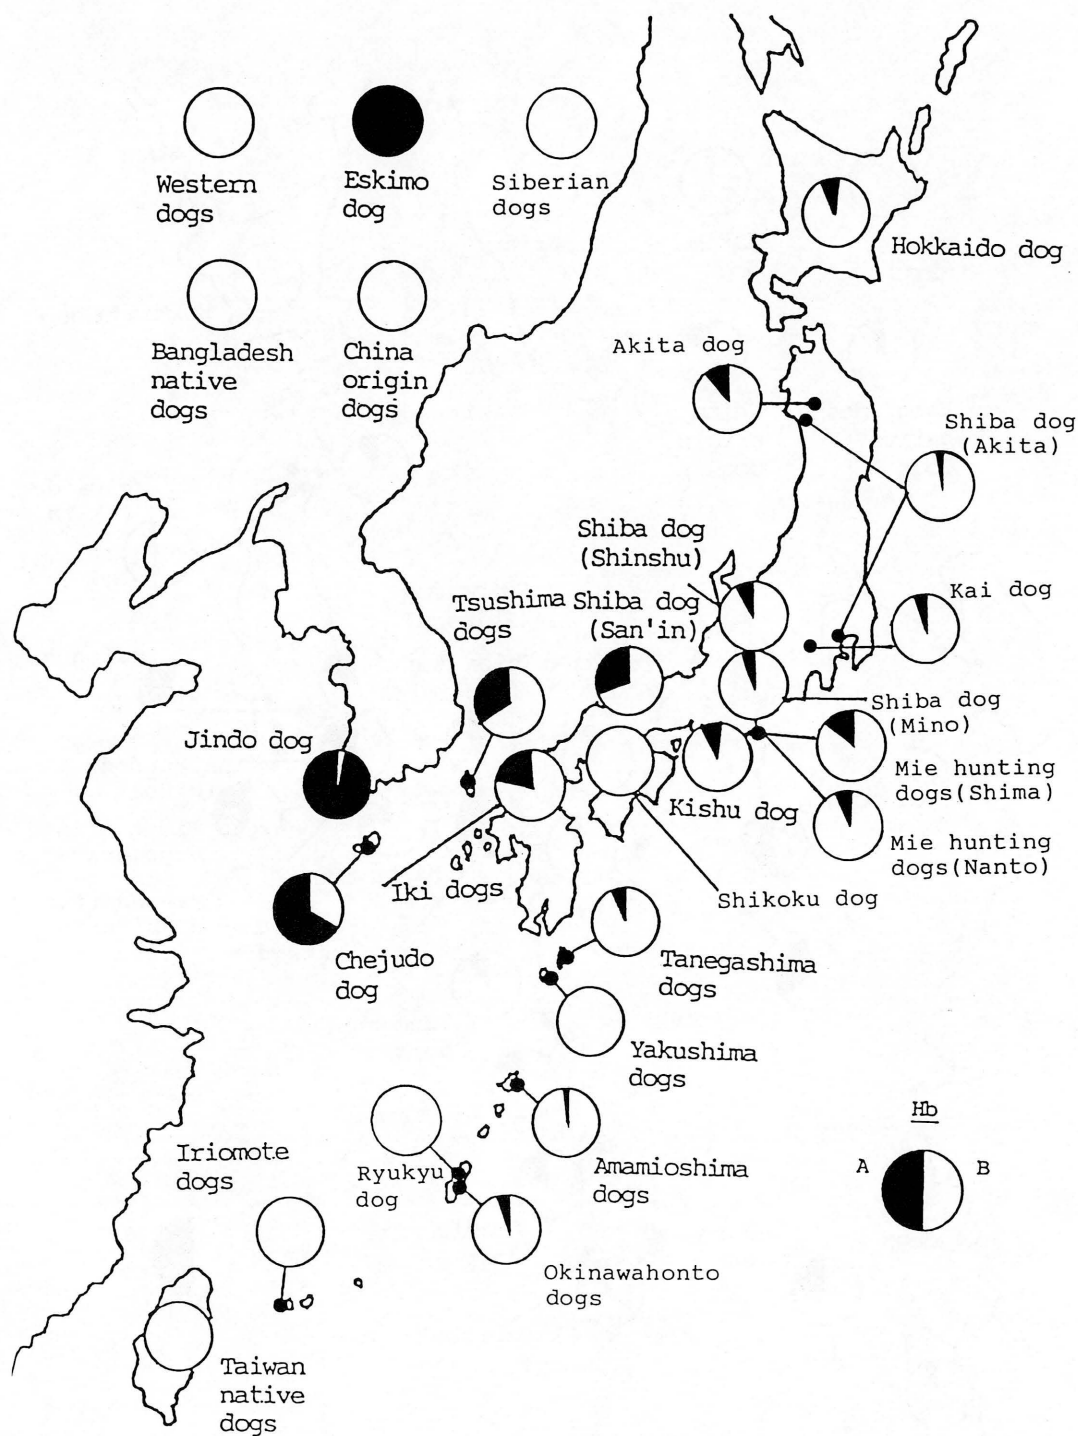 Western
dogs
Eskimo
dog
Siberian
dogs
Bangladesh
native
dogs
China
origin
dogs
Hokkaido dog
Akita dog
Shiba dog
(Akita)
Shiba dog
(Shinshu)
Tsushima
dogs
Shiba dog
(San'in)
Kai dog
Shiba dog
(Mino)
Jindo dog
Mie hunting
dogs(Shima)
Kishu dog
Mie hunting
dogs(Nanto)
Iki dogs
Shikoku dog
Chejudo
dog
Tanegashima
dogs
Yakushima
dogs
Hb
A
B
Iriomote
dogs
Ryukyu
dog
Amamioshima
dogs
Okinawahonto
dogs
Taiwan
native
dogs